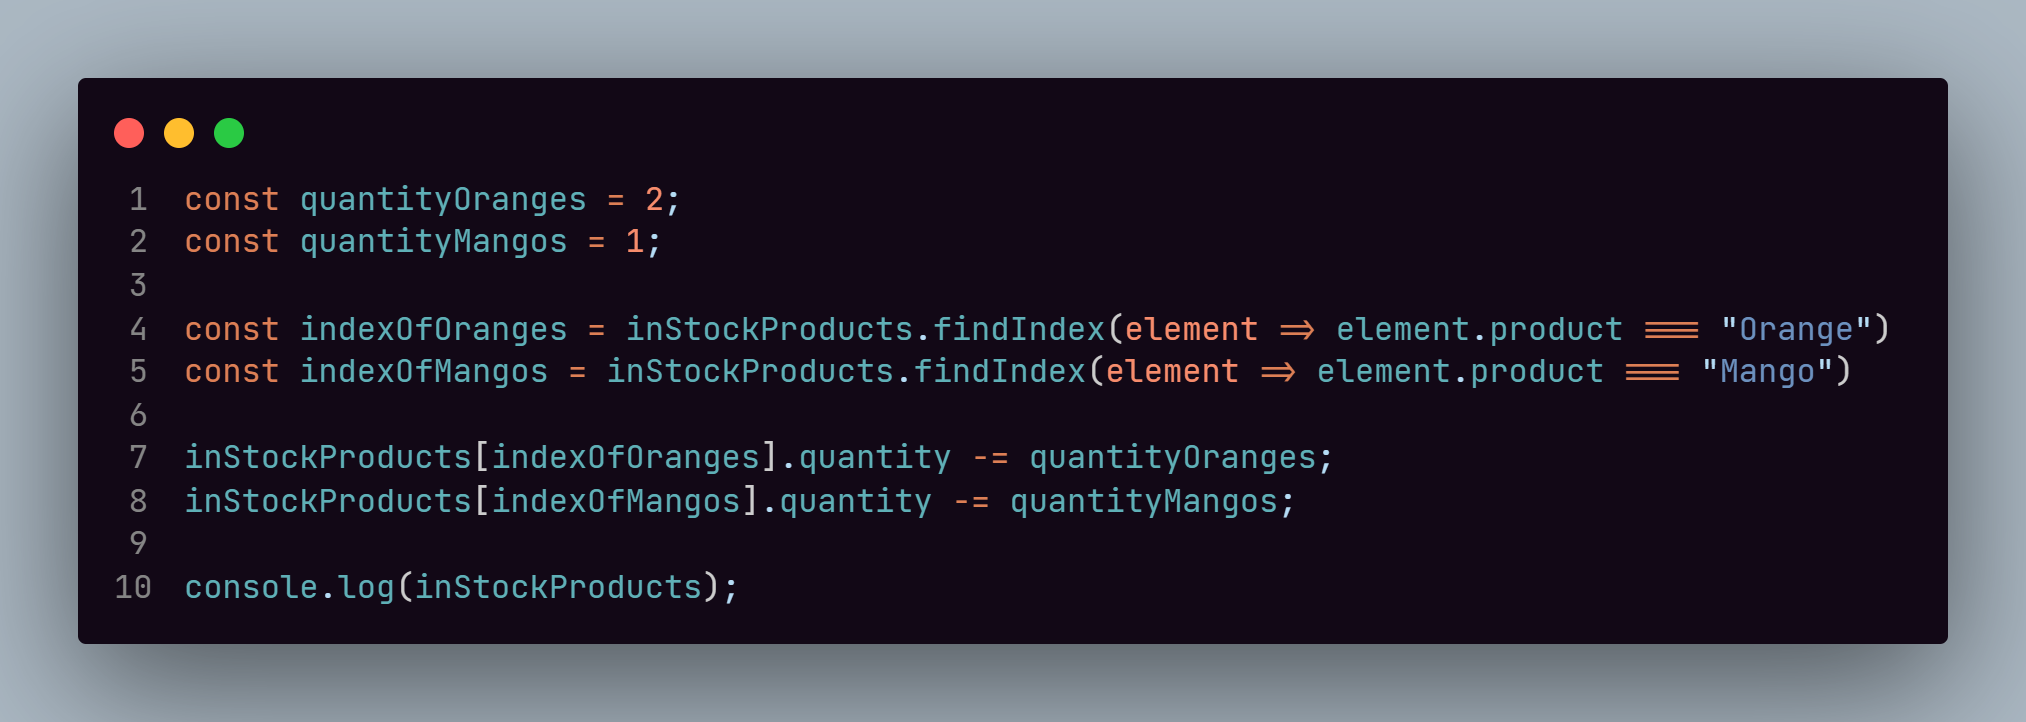 1 const quantityOranges = 2;
2 const quantityMangos = 1;
3
4 const indexOfOranges = inStockProducts.findIndex(element => element.product === "Orange")
5 const indexOfMangos = inStockProducts.findIndex(element => element.product === "Mango")
6
7 inStockProducts[indexOfOranges].quantity -= quantityOranges;
8 inStockProducts[indexOfMangos].quantity -= quantityMangos;
9
10 console.log(inStockProducts);